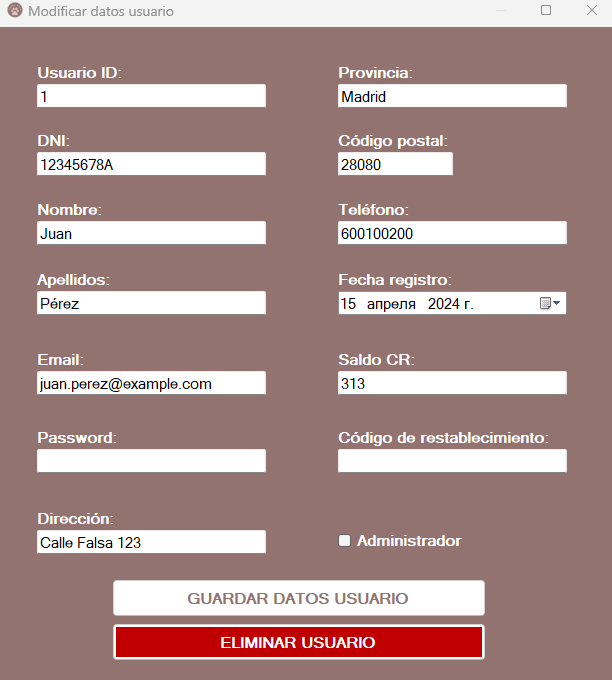 Modificar datos usuario
Usuario ID:
1
Provincia:
Madrid
DNI:
12345678A
Código postal:
28080
Nombre:
Juan
Teléfono:
600100200
Apellidos:
Pérez
Fecha registro:
15 апреля 2024 г.
Email:
juan.perez@example.com
Saldo CR:
313
Password:
Código de restablecimiento:
Dirección:
Calle Falsa 123
Administrador
GUARDAR DATOS USUARIO
ELIMINAR USUARIO